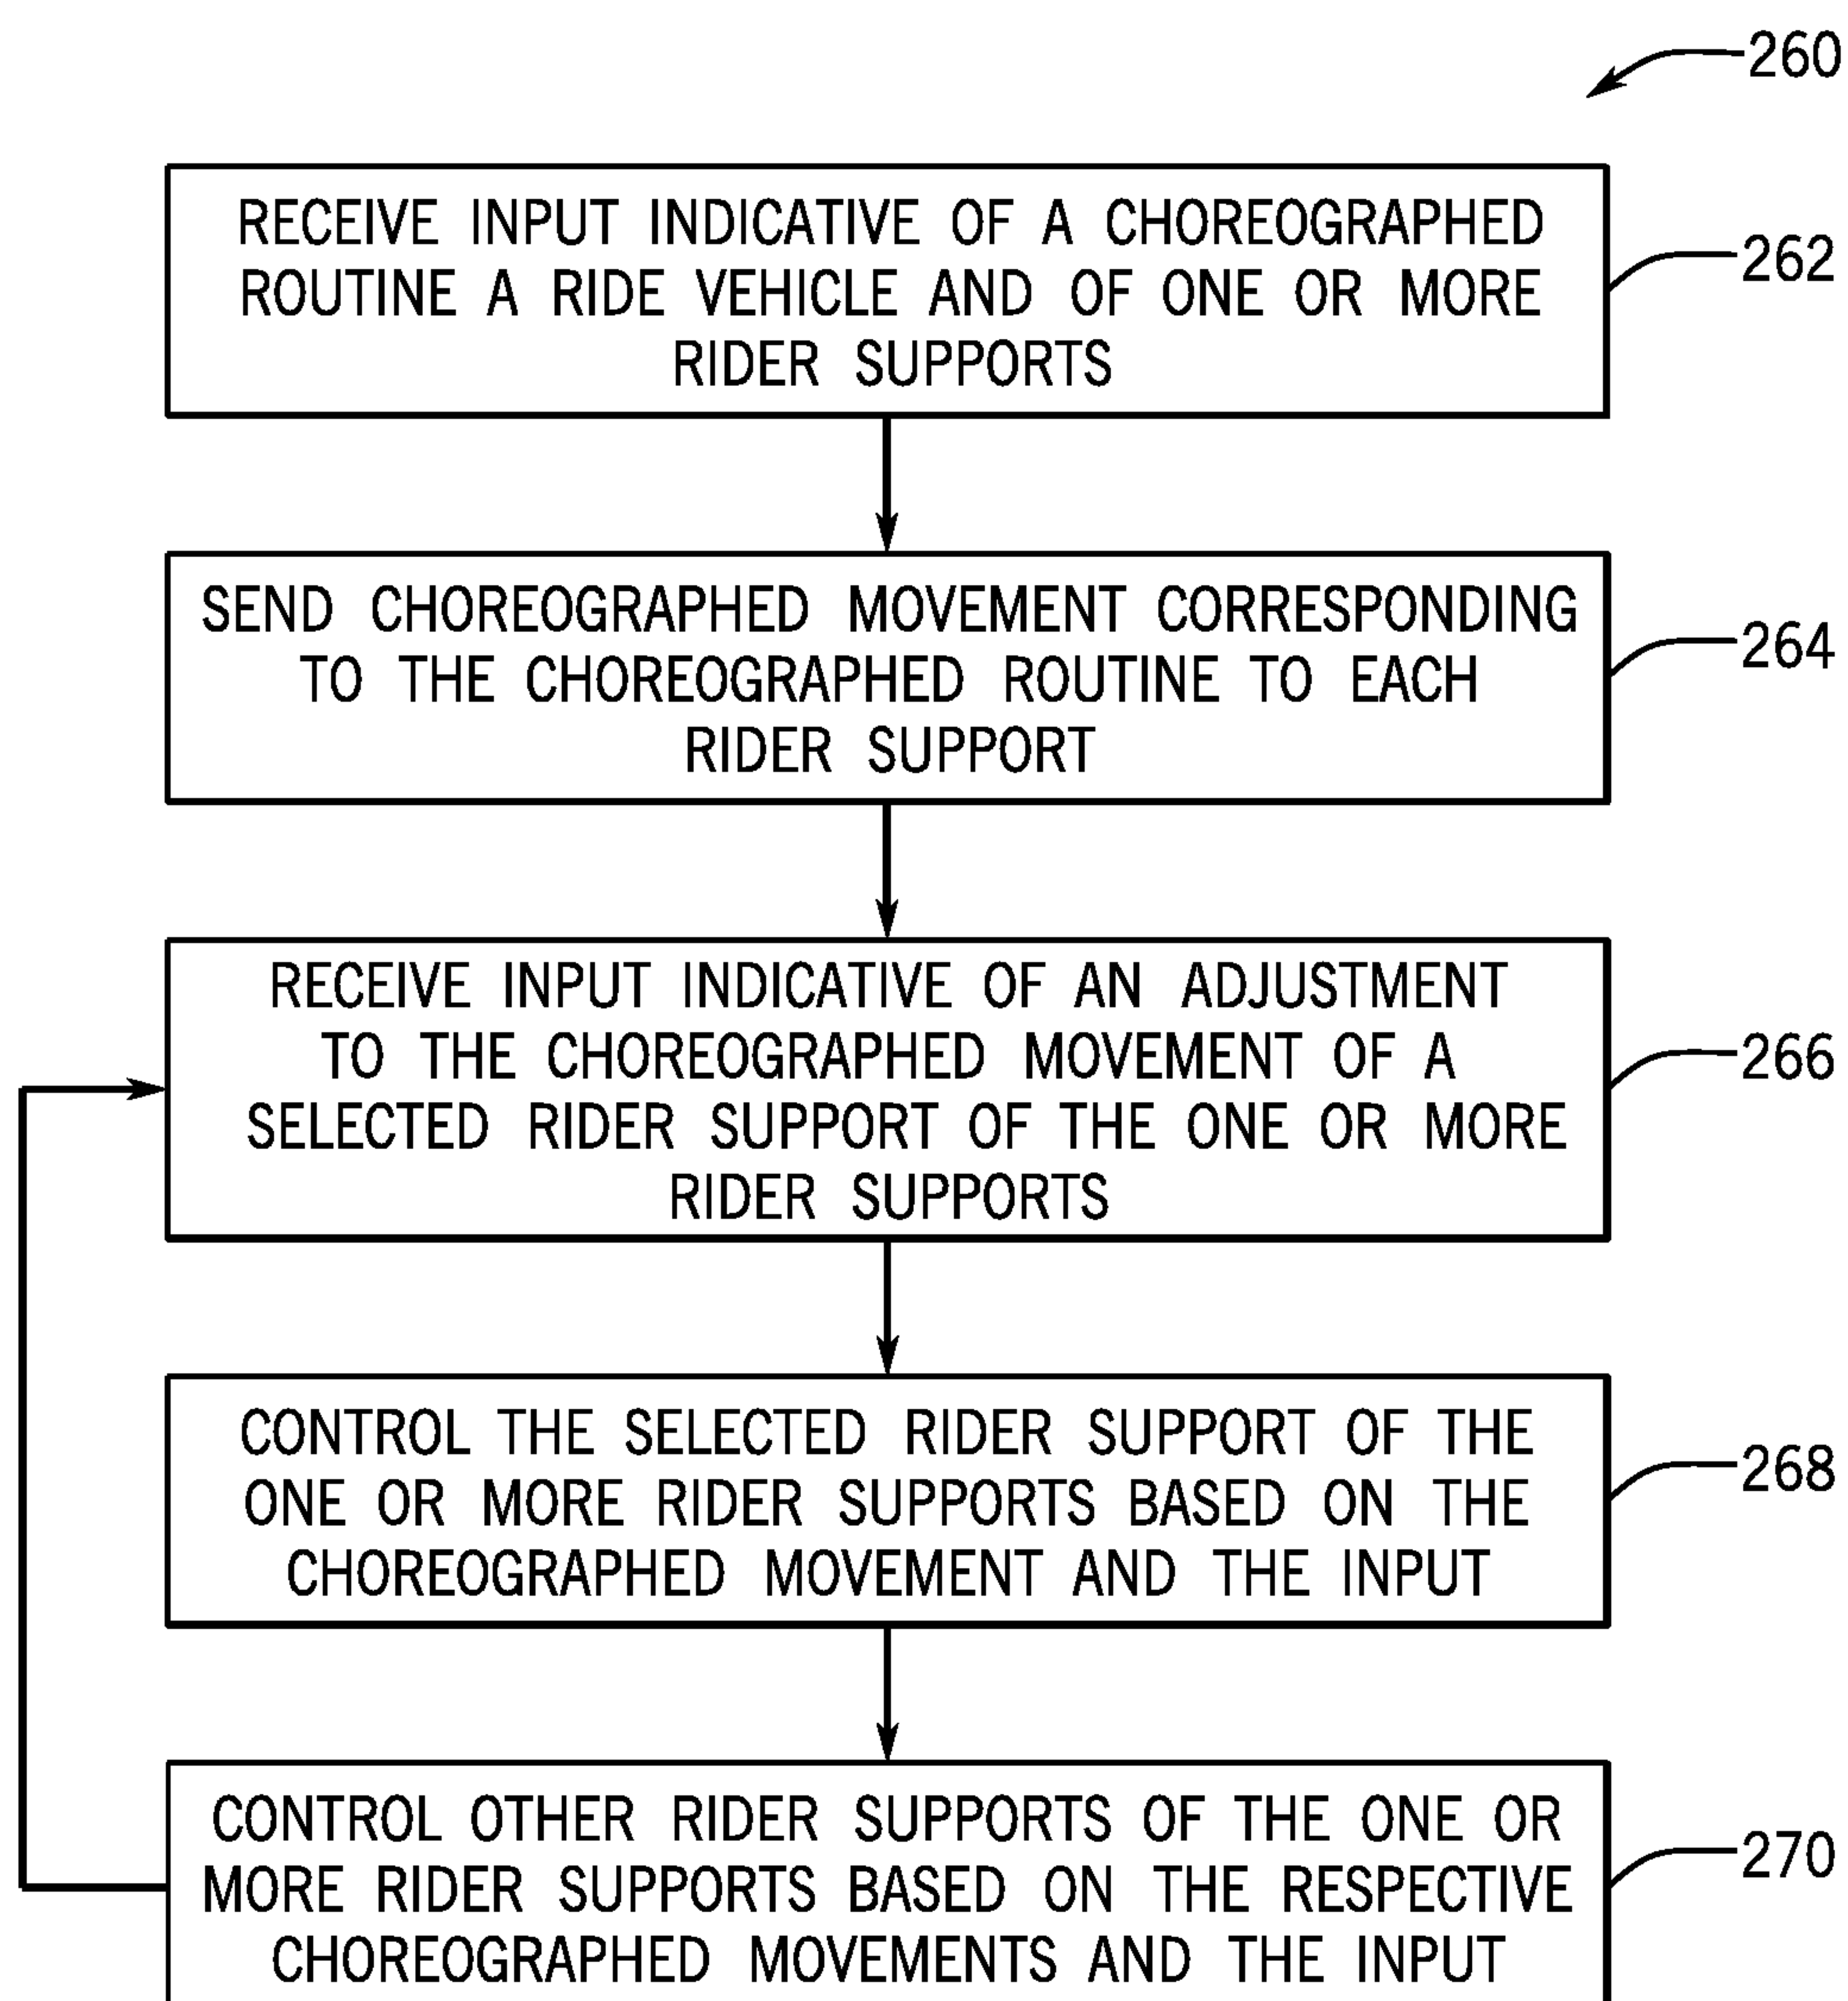 260
RECEIVE INPUT INDICATIVE OF A CHOREOGRAPHED
ROUTINE A RIDE VEHICLE AND OF ONE OR MORE
RIDER SUPPORTS
262
SEND CHOREOGRAPHED MOVEMENT CORRESPONDING
TO THE CHOREOGRAPHED ROUTINE TO EACH
RIDER SUPPORT
264
RECEIVE INPUT INDICATIVE OF AN ADJUSTMENT
TO THE CHOREOGRAPHED MOVEMENT OF A
SELECTED RIDER SUPPORT OF THE ONE OR MORE
RIDER SUPPORTS
266
CONTROL THE SELECTED RIDER SUPPORT OF THE
ONE OR MORE RIDER SUPPORTS BASED ON THE
CHOREOGRAPHED MOVEMENT AND THE INPUT
268
CONTROL OTHER RIDER SUPPORTS OF THE ONE OR
MORE RIDER SUPPORTS BASED ON THE RESPECTIVE
CHOREOGRAPHED MOVEMENTS AND THE INPUT
270